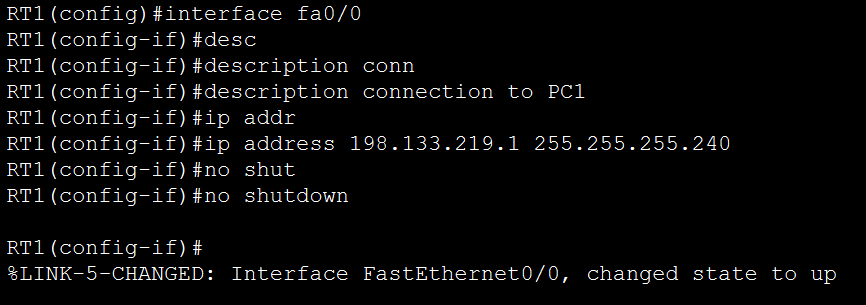 RT1(config)#interface fa0/0
RT1(config-if)#desc
RT1(config-if)#description conn
RT1(config-if)#description connection to PC1
RT1(config-if)#ip addr
RT1(config-if)#ip address 198.133.219.1 255.255.255.240
RT1(config-if)#no shut
RT1(config-if)#no shutdown
RT1(config-if)#
%LINK-5-CHANGED: Interface FastEthernet0/0, changed state to up